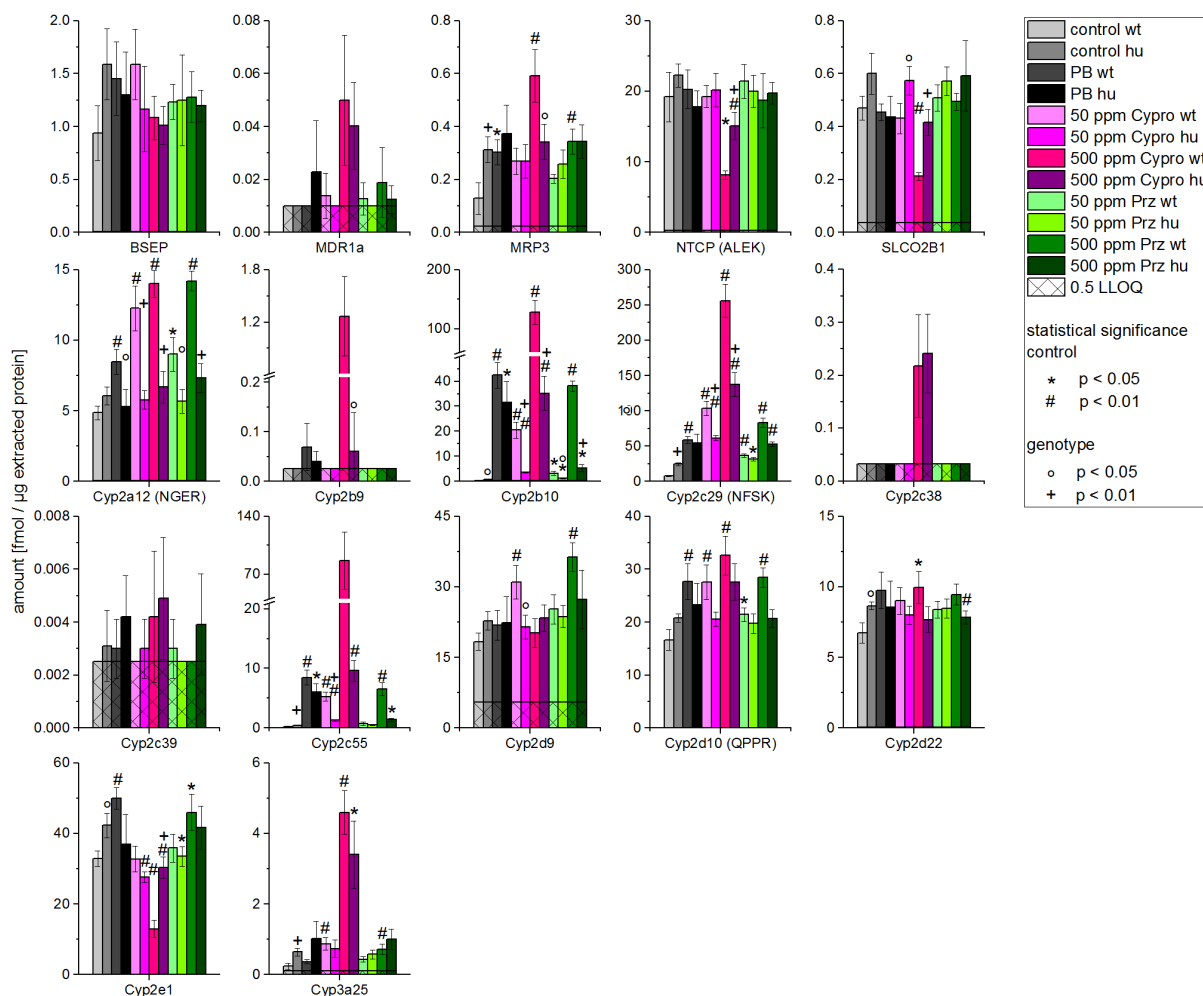 2.0
1.5
1.0
0.5
0.0
BSEP
0.08
0.06
0.04
0.02
0.00
MDR1a
0.8
0.6
0.4
0.2
0.0
+ * # ° #
MRP3
30
20
10
0
* + #
NTCP (ALEK)
0.8
0.6
0.4
0.2
0.0
° # +
SLCO2B1
control wt
control hu
PB wt
PB hu
50 ppm Cypro wt
50 ppm Cypro hu
500 ppm Cypro wt
500 ppm Cypro hu
50 ppm Prz wt
50 ppm Prz hu
500 ppm Prz wt
500 ppm Prz hu
0.5 LLOQ
statistical significance
control
* p < 0.05
# p < 0.01
genotype
o p < 0.05
+ p < 0.01
amount [fmol / µg extracted protein]
15
10
5
0
# ° # + # + * ° # +
Cyp2a12 (NGER)
1.8
1.2
0.2
0.1
0.0
°
Cyp2b9
200
100
40
30
20
10
0
° # * # + # # + # * ° * # + *
Cyp2b10
300
250
200
150
100
50
0
+ # # + # # + # # * # #
Cyp2c29 (NFSK)
0.4
0.3
0.2
0.1
0.0
Cyp2c38
0.008
0.006
0.004
0.002
0.000
Cyp2c39
140
70
20
10
0
+ # * # + # # # *
Cyp2c55
45
30
15
0
# ° #
Cyp2d9
40
30
20
10
0
# # # * #
Cyp2d10 (QPPR)
15
10
5
0
° * #
Cyp2d22
60
40
20
0
° # # # + # * *
Cyp2e1
6
4
2
0
+ # # * #
Cyp3a25